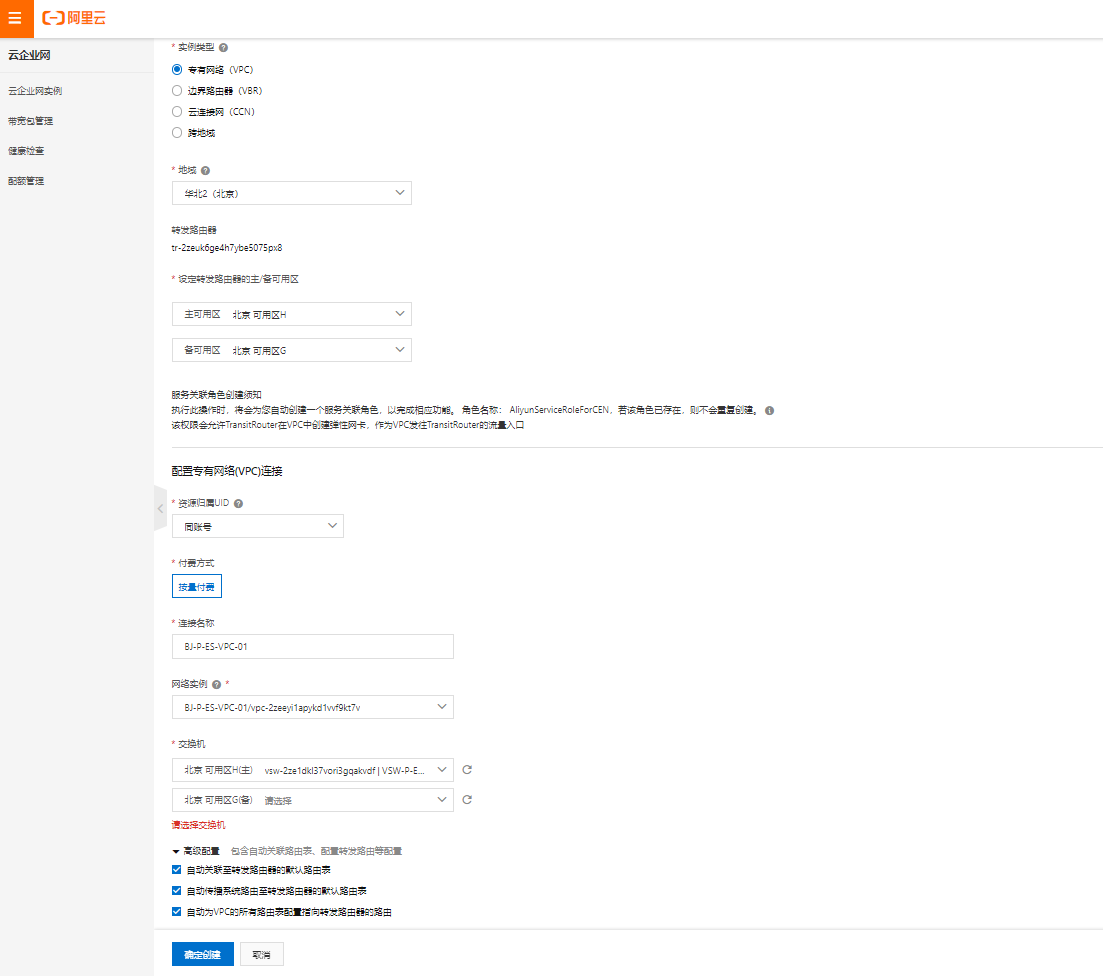 阿里云
云企业网
云企业网实例
带宽包管理
健康检查
配额管理
* 实例类型
专有网络（VPC）
边界路由器（VBR）
云连接网（CCN）
跨地域
* 地域
华北2（北京）
转发路由器
tr-2zeuk6ge4h7ybe5075px8
* 设定转发路由器的主/备可用区
主可用区 北京 可用区H
备可用区 北京 可用区G
服务关联角色创建须知
执行此操作时，将会为您自动创建一个服务关联角色，以完成相应功能。 角色名称： AliyunServiceRoleForCEN，若该角色已存在，则不会重复创建。
该权限会允许TransitRouter在VPC中创建弹性网卡，作为VPC发往TransitRouter的流量入口
配置专有网络(VPC)连接
* 资源归属UID
同账号
* 付费方式
按量付费
* 连接名称
BJ-P-ES-VPC-01
网络实例 *
BJ-P-ES-VPC-01/vpc-2zeeyi1apykd1vvf9kt7v
* 交换机
北京 可用区H(主) vsw-2ze1dkl37vori3gqakvdf | VSW-P-E...
北京 可用区G(备) 请选择
请选择交换机
高级配置 包含自动关联路由表、配置转发路由等配置
自动关联至转发路由器的默认路由表
自动传播系统路由至转发路由器的默认路由表
自动为VPC的所有路由表配置指向转发路由器的路由
确定创建 取消